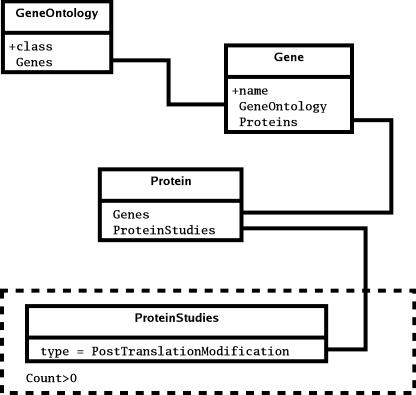 GeneOntology
+class
Genes
Gene
+name
GeneOntology
Proteins
Protein
Genes
ProteinStudies
ProteinStudies
type = PostTranslationModification
Count>0